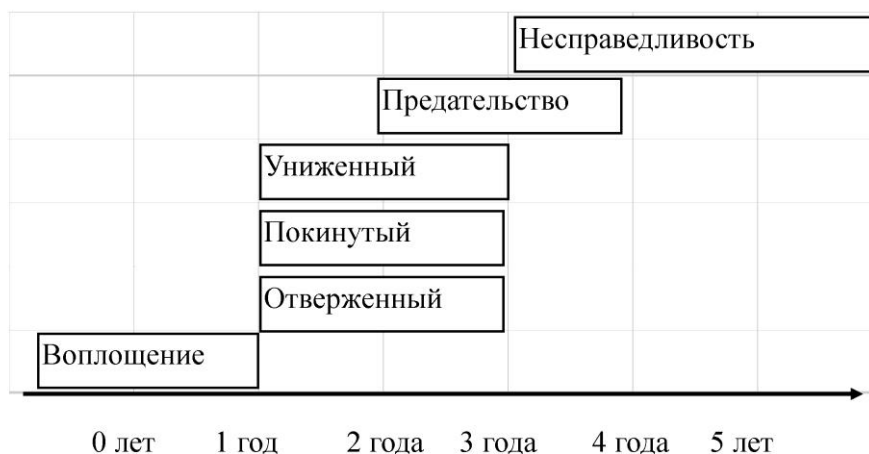 Несправедливость
Предательство
Униженный
Покинутый
Отверженный
Воплощение
0 лет 1 год 2 года 3 года 4 года 5 лет